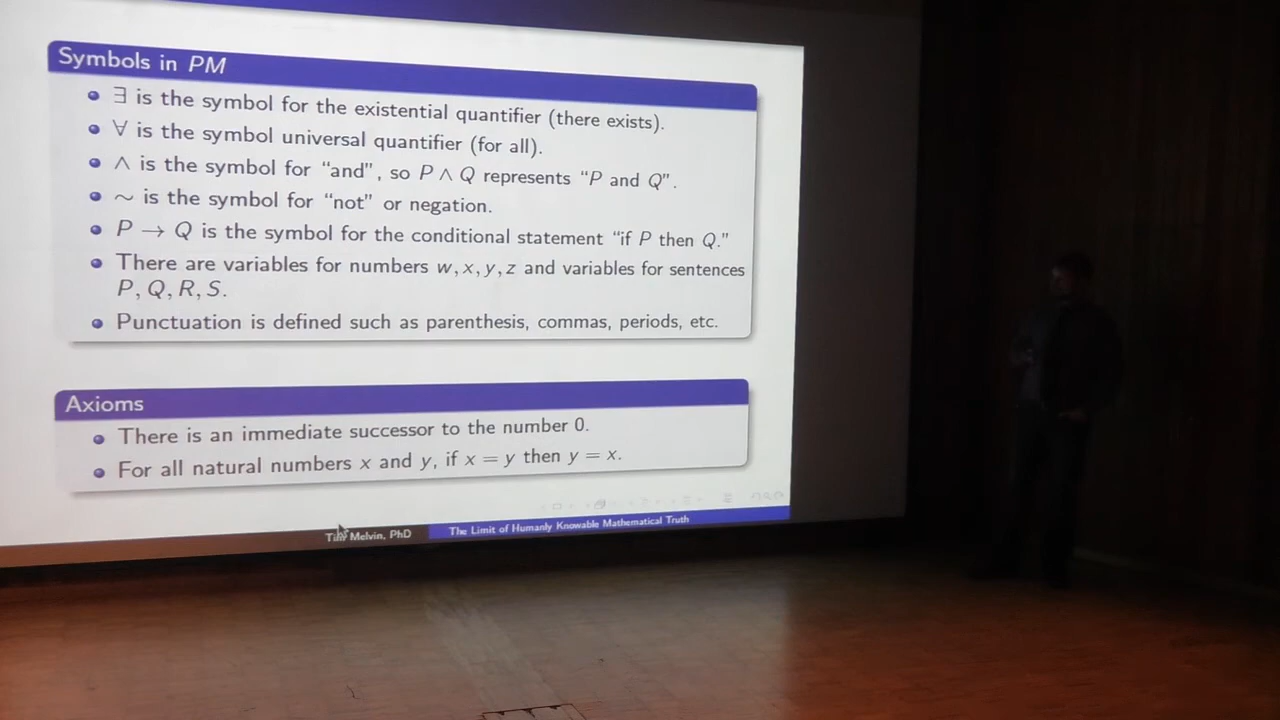 Symbols in PM
∃ is the symbol for the existential quantifier (there exists).
∀ is the symbol universal quantifier (for all).
∧ is the symbol for “and”, so P ∧ Q represents “P and Q”.
∼ is the symbol for “not” or negation.
P → Q is the symbol for the conditional statement “if P then Q.”
There are variables for numbers w, x, y, z and variables for sentences
P, Q, R, S.
Punctuation is defined such as parenthesis, commas, periods, etc.
Axioms
There is an immediate successor to the number 0.
For all natural numbers x and y, if x = y then y = x.
Tim Melvin, PhD
The Limit of Humanly Knowable Mathematical Truth